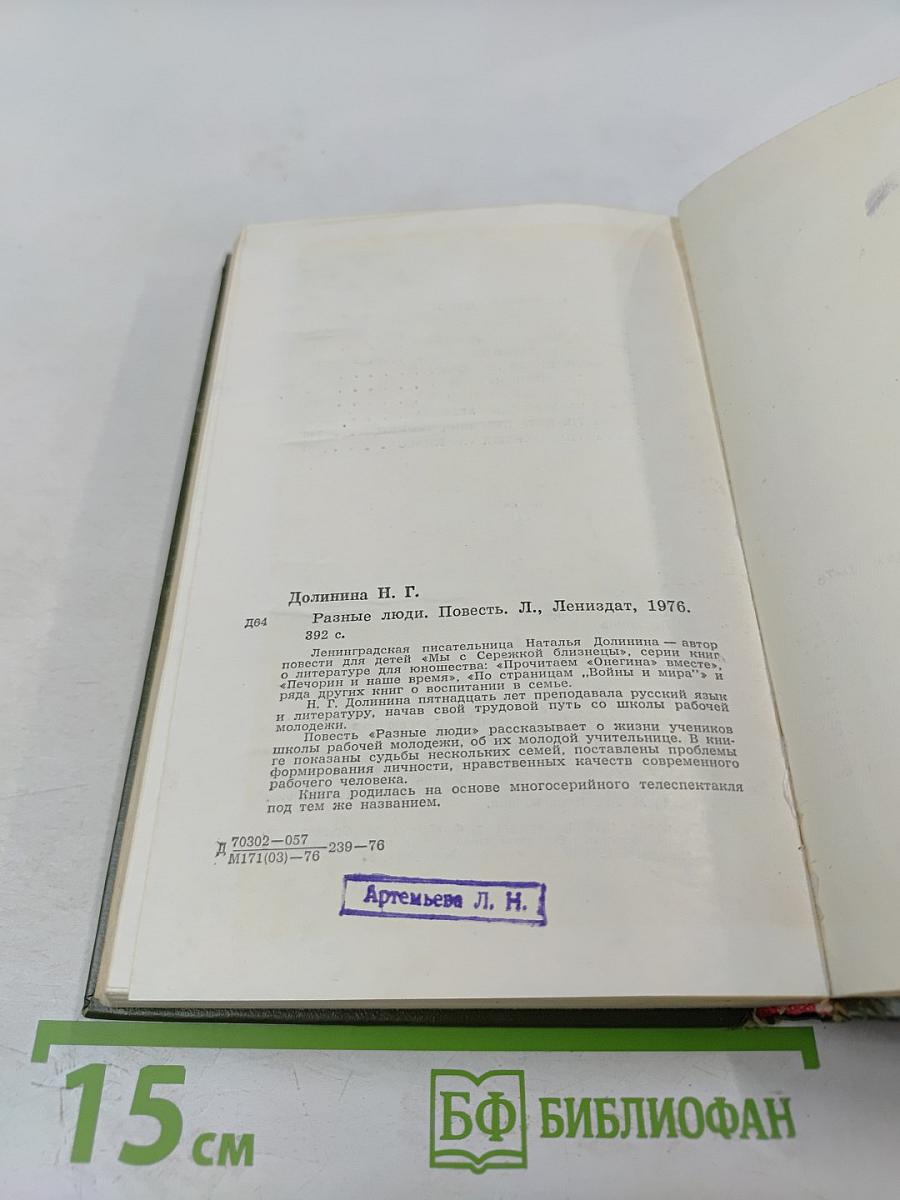 Долинина Н. Г.
Д64
Разные люди. Повесть. Л., Лениздат, 1976.
392 с.
Ленинградская писательница Наталья Долинина — автор
повести для детей «Мы с Сережкой близнецы», серии книг
о литературе для юношества: «Прочитаем «Онегина» вместе»,
«Печорин и наше время», «По страницам „Войны и мира"» и
ряда других книг о воспитании в семье.
Н. Г. Долинина пятнадцать лет преподавала русский язык
и литературу, начав свой трудовой путь со школы рабочей
молодежи.
Повесть «Разные люди» рассказывает о жизни учеников
школы рабочей молодежи, об их молодой учительнице. В кни-
ге показаны судьбы нескольких семей, поставлены проблемы
формирования личности, нравственных качеств современного
рабочего человека.
Книга родилась на основе многосерийного телеспектакля
под тем же названием.
Д 70302—057
М171(03)—76 239—76
Артемьева Л. Н.
15 см
БФ БИБЛИОФАН